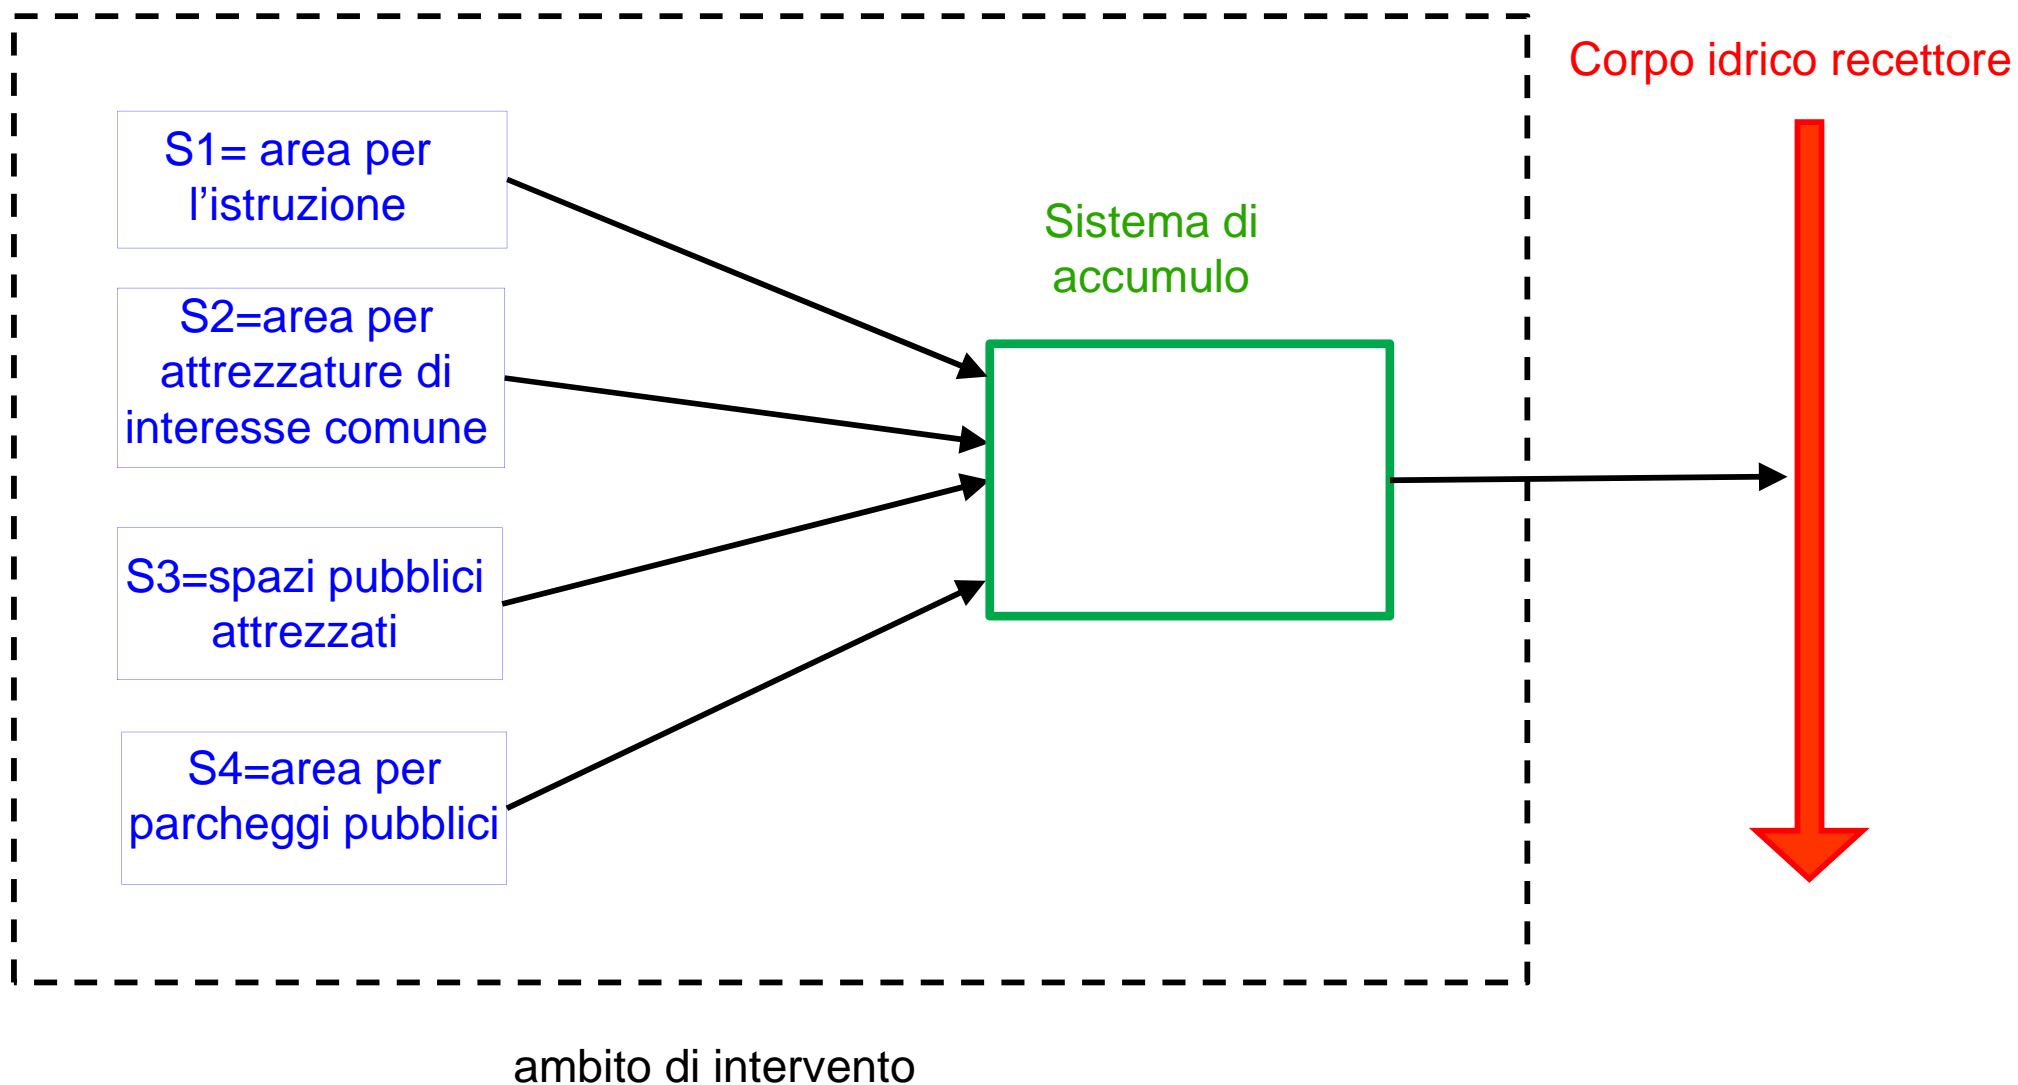 Corpo idrico recettore
S1= area per
l’istruzione
Sistema di
accumulo
S2=area per
attrezzature di
interesse comune
S3=spazi pubblici
attrezzati
S4=area per
parcheggi pubblici
ambito di intervento